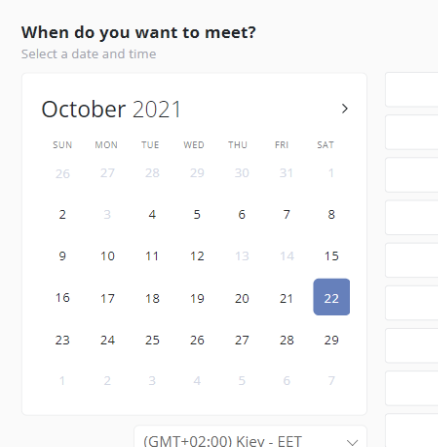 When do you want to meet?
Select a date and time
October 2021
SUN MON TUE WED THU FRI SAT
26 27 28 29 30 31 1
2 3 4 5 6 7 8
9 10 11 12 13 14 15
16 17 18 19 20 21 22
23 24 25 26 27 28 29
1 2 3 4 5 6 7
(GMT+02:00) Kiev - EET